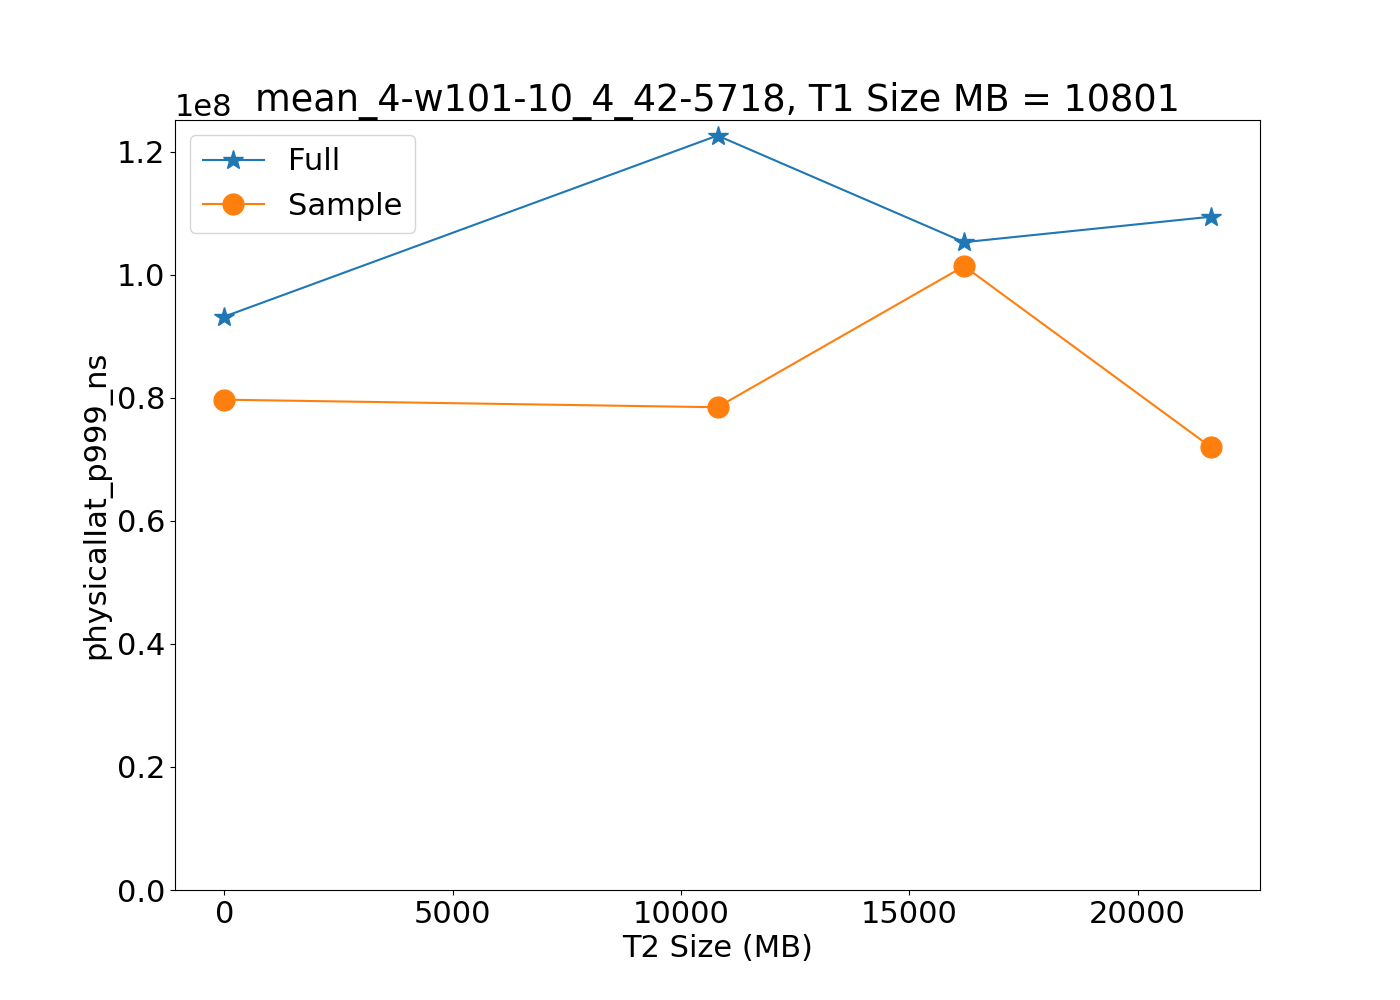 1e8
mean_4-w101-10_4_42-5718, T1 Size MB = 10801
Full
Sample
1.2
1.0
0.8
0.6
0.4
0.2
0.0
physicallat_p999_ns
0 5000 10000 15000 20000
T2 Size (MB)